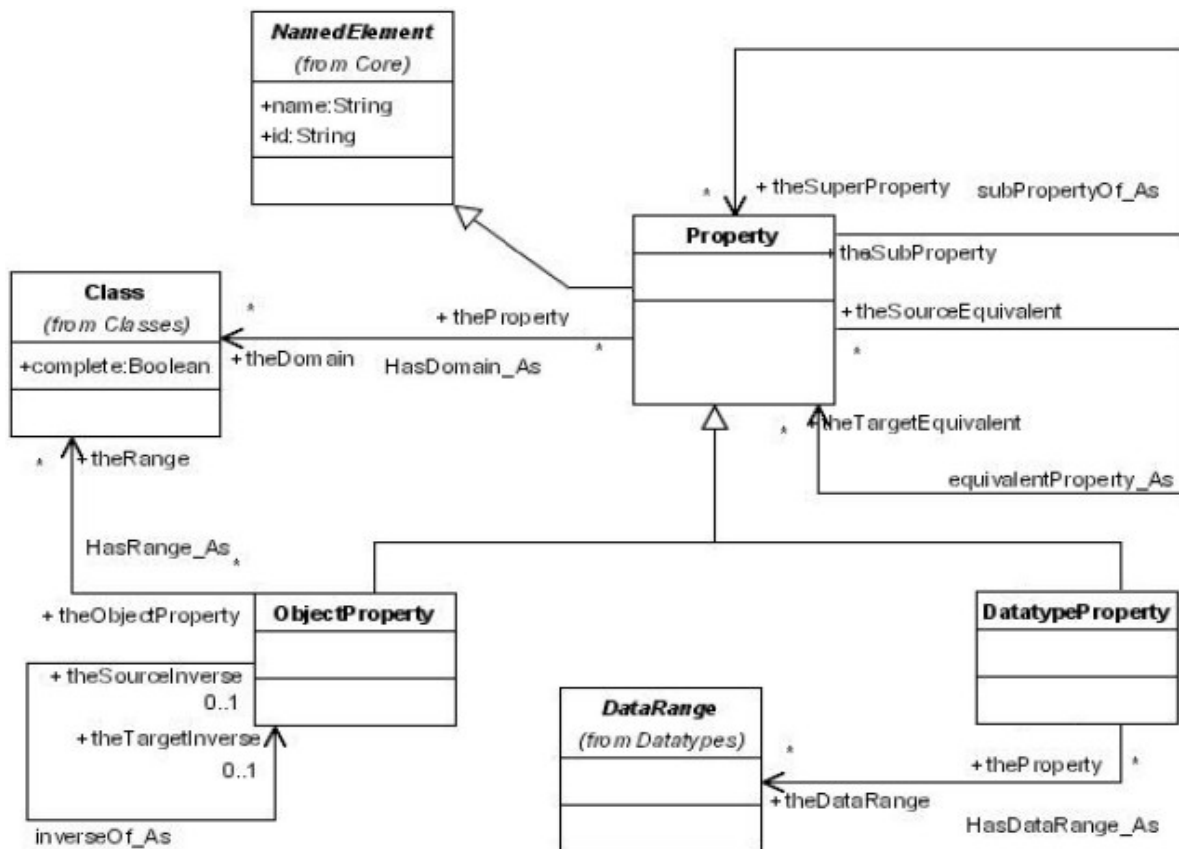 NamedElement
(from Core)
+name:String
+id:String
* + theSuperProperty
subPropertyOf_As
Property
+ theSubProperty
Class
(from Classes)
+complete:Boolean
*
+theDomain
+ theProperty
*
HasDomain_As
+ theSourceEquivalent
*
* +theTargetEquivalent
equivalentProperty_As
* +theRange
HasRange_As *
+ theObjectProperty
ObjectProperty
+ theSourceInverse
0..1
+theTargetInverse
0..1
inverseOf_As
DatatypeProperty
DataRange
(from Datatypes)
*
+theDataRange
+theProperty *
HasDataRange_As